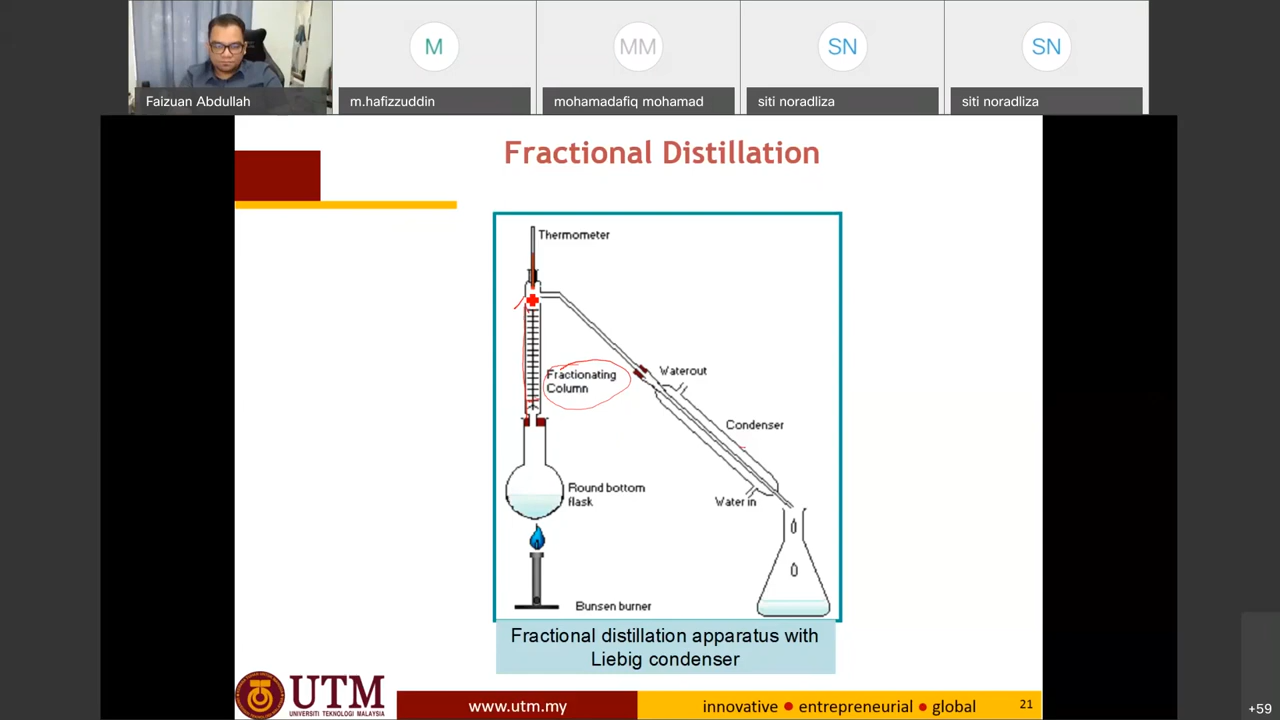 M
MM
SN
SN
Faizuan Abdullah
m.hafizzuddin
mohamadafiq mohamad
siti noradliza
siti noradliza
Fractional Distillation
Thermometer
Fractionating
Column
Waterout
Condenser
Round bottom
flask
Water in
Bunsen burner
Fractional distillation apparatus with
Liebig condenser
UTM
UNIVERSITI TEKNOLOGI MALAYSIA
www.utm.my
innovative ● entrepreneurial ● global
21
+59